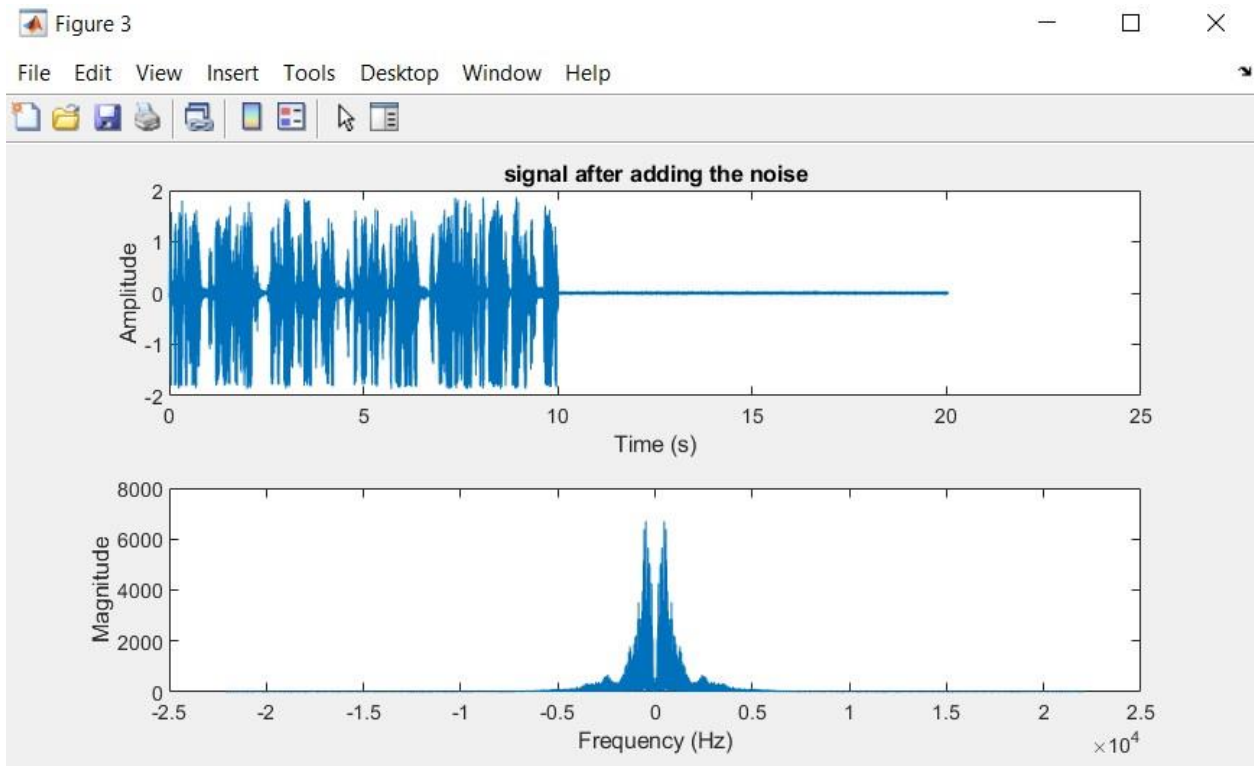 Figure 3
File Edit View Insert Tools Desktop Window Help
signal after adding the noise
Amplitude
2
1
0
-1
-2
0 5 10 15 20 25
Time (s)
Magnitude
8000
6000
4000
2000
0
-2.5 -2 -1.5 -1 -0.5 0 0.5 1 1.5 2 2.5
Frequency (Hz)
×10⁴